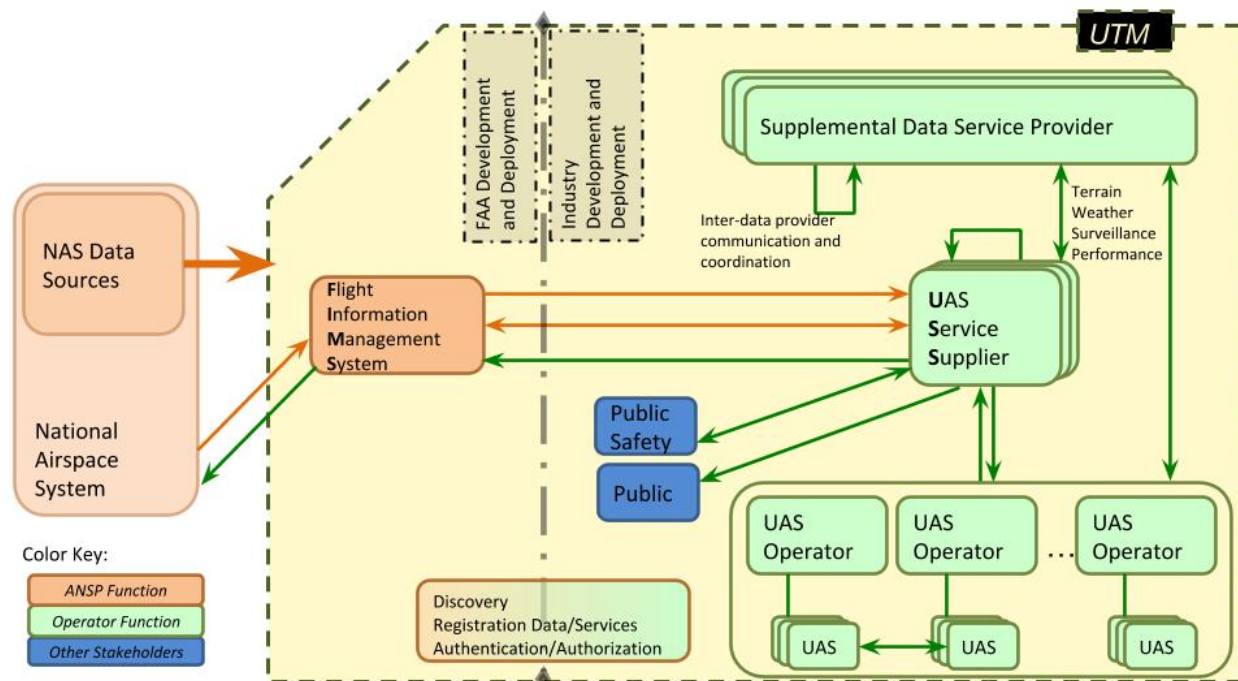 UTM
FAA Development
and Deployment
Industry
Development and
Deployment
Supplemental Data Service Provider
Inter-data provider
communication and
coordination
Terrain
Weather
Surveillance
Performance
NAS Data
Sources
National
Airspace
System
Flight
Information
Management
System
UAS
Service
Supplier
Public
Safety
Public
UAS
Operator
UAS
Operator
...
UAS
Operator
UAS
UAS
UAS
Discovery
Registration Data/Services
Authentication/Authorization
Color Key:
ANSP Function
Operator Function
Other Stakeholders